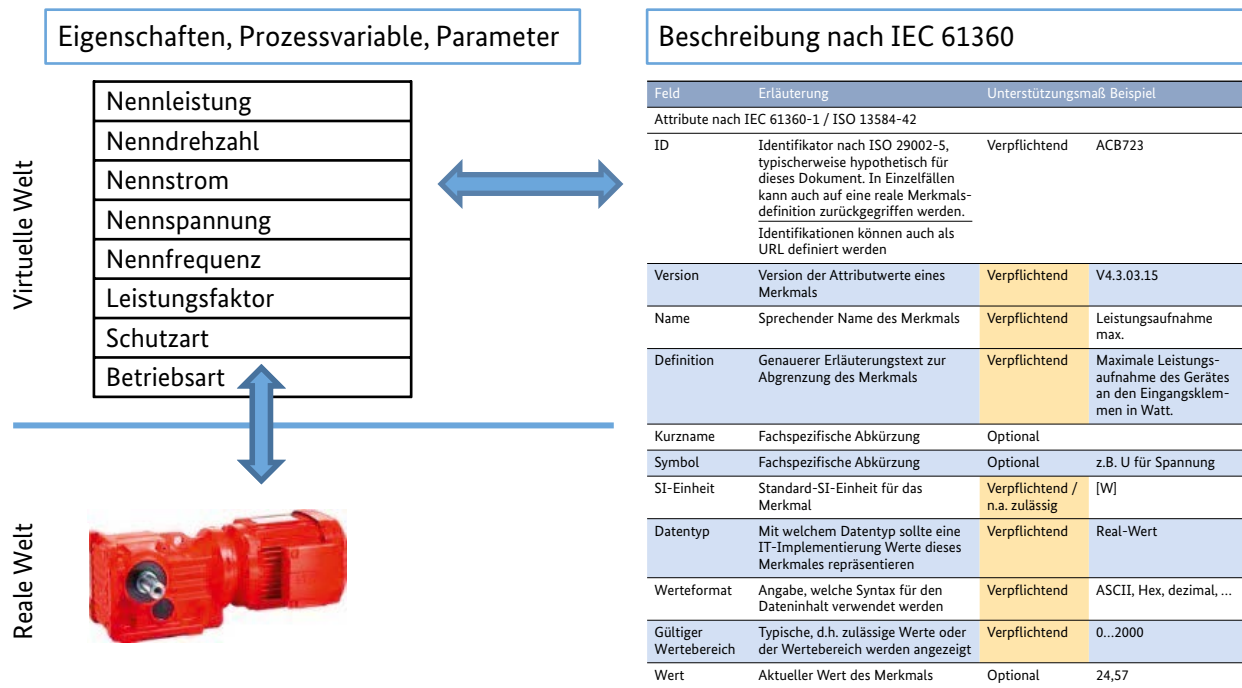 Eigenschaften, Prozessvariable, Parameter
Nennleistung
Nenndrehzahl
Nennstrom
Nennspannung
Nennfrequenz
Leistungsfaktor
Schutzart
Betriebsart
Virtuelle Welt
Reale Welt
Beschreibung nach IEC 61360
Feld Erläuterung Unterstützungsmaß Beispiel
Attribute nach IEC 61360-1 / ISO 13584-42
ID Identifikator nach ISO 29002-5, Verpflichtend ACB723
typischerweise hypothetisch für
dieses Dokument. In Einzelfällen
kann auch auf eine reale Merkmals-
definition zurückgegriffen werden.
Identifikationen können auch als
URL definiert werden
Version Version der Attributwerte eines Verpflichtend V4.3.03.15
Merkmals
Name Sprechender Name des Merkmals Verpflichtend Leistungsaufnahme
max.
Definition Genauerer Erläuterungstext zur Verpflichtend Maximale Leistungs-
Abgrenzung des Merkmals aufnahme des Gerätes
an den Eingangsklem-
men in Watt.
Kurzname Fachspezifische Abkürzung Optional
Symbol Fachspezifische Abkürzung Optional z.B. U für Spannung
SI-Einheit Standard-SI-Einheit für das Verpflichtend / [W]
Merkmal n.a. zulässig
Datentyp Mit welchem Datentyp sollte eine Verpflichtend Real-Wert
IT-Implementierung Werte dieses
Merkmales repräsentieren
Werteformat Angabe, welche Syntax für den Verpflichtend ASCII, Hex, dezimal, ...
Dateninhalt verwendet werden
Gültiger Typische, d.h. zulässige Werte oder Verpflichtend 0...2000
Wertebereich der Wertebereich werden angezeigt
Wert Aktueller Wert des Merkmals Optional 24,57